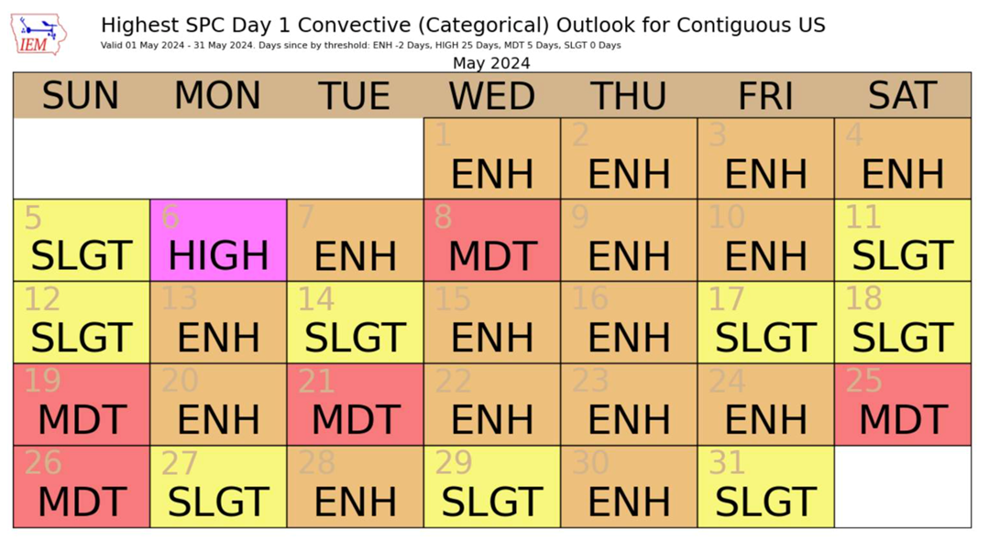 IEM
Highest SPC Day 1 Convective (Categorical) Outlook for Contiguous US
Valid 01 May 2024 - 31 May 2024. Days since by threshold: ENH -2 Days, HIGH 25 Days, MDT 5 Days, SLGT 0 Days
May 2024
SUN MON TUE WED THU FRI SAT
1 2 3 4
ENH ENH ENH ENH
5 6 7 8 9 10 11
SLGT HIGH ENH MDT ENH ENH SLGT
12 13 14 15 16 17 18
SLGT ENH SLGT ENH ENH SLGT SLGT
19 20 21 22 23 24 25
MDT ENH MDT ENH ENH ENH MDT
26 27 28 29 30 31
MDT SLGT ENH SLGT ENH SLGT